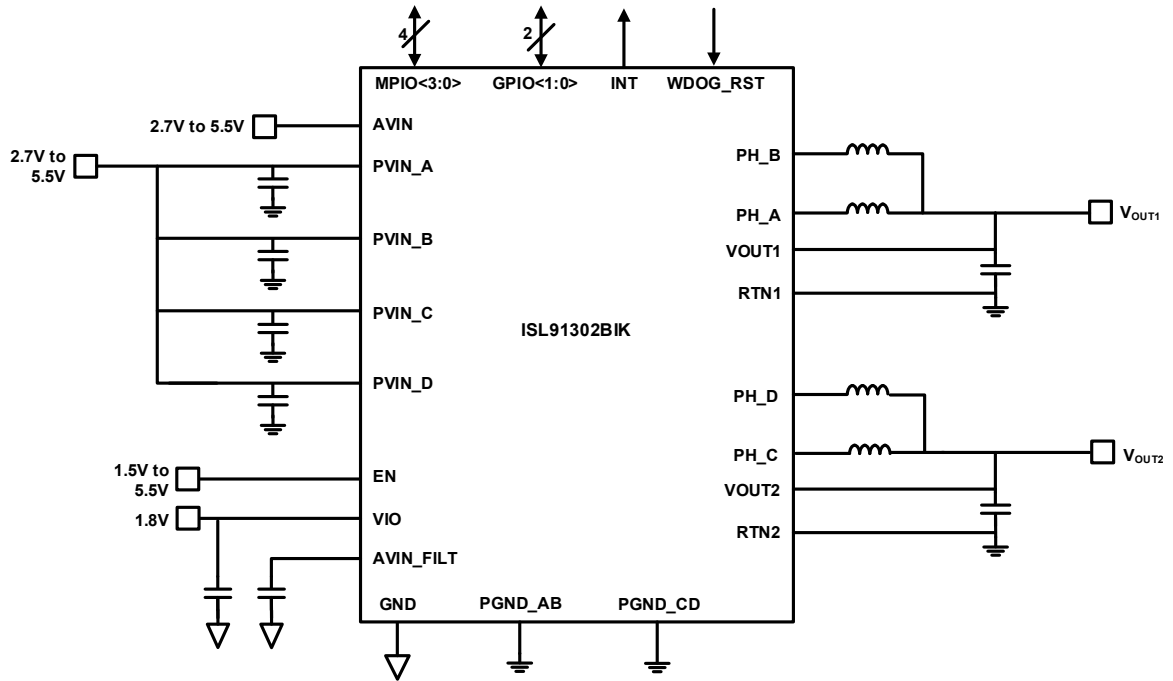 4
2
MPIO<3:0>
GPIO<1:0>
INT
WDOG_RST
2.7V to 5.5V
AVIN
2.7V to
5.5V
PVIN_A
PVIN_B
PVIN_C
PVIN_D
1.5V to
5.5V
EN
1.8V
VIO
AVIN_FILT
GND
PGND_AB
PGND_CD
ISL91302BIK
PH_B
PH_A
VOUT1
RTN1
VOUT1
PH_D
PH_C
VOUT2
RTN2
VOUT2